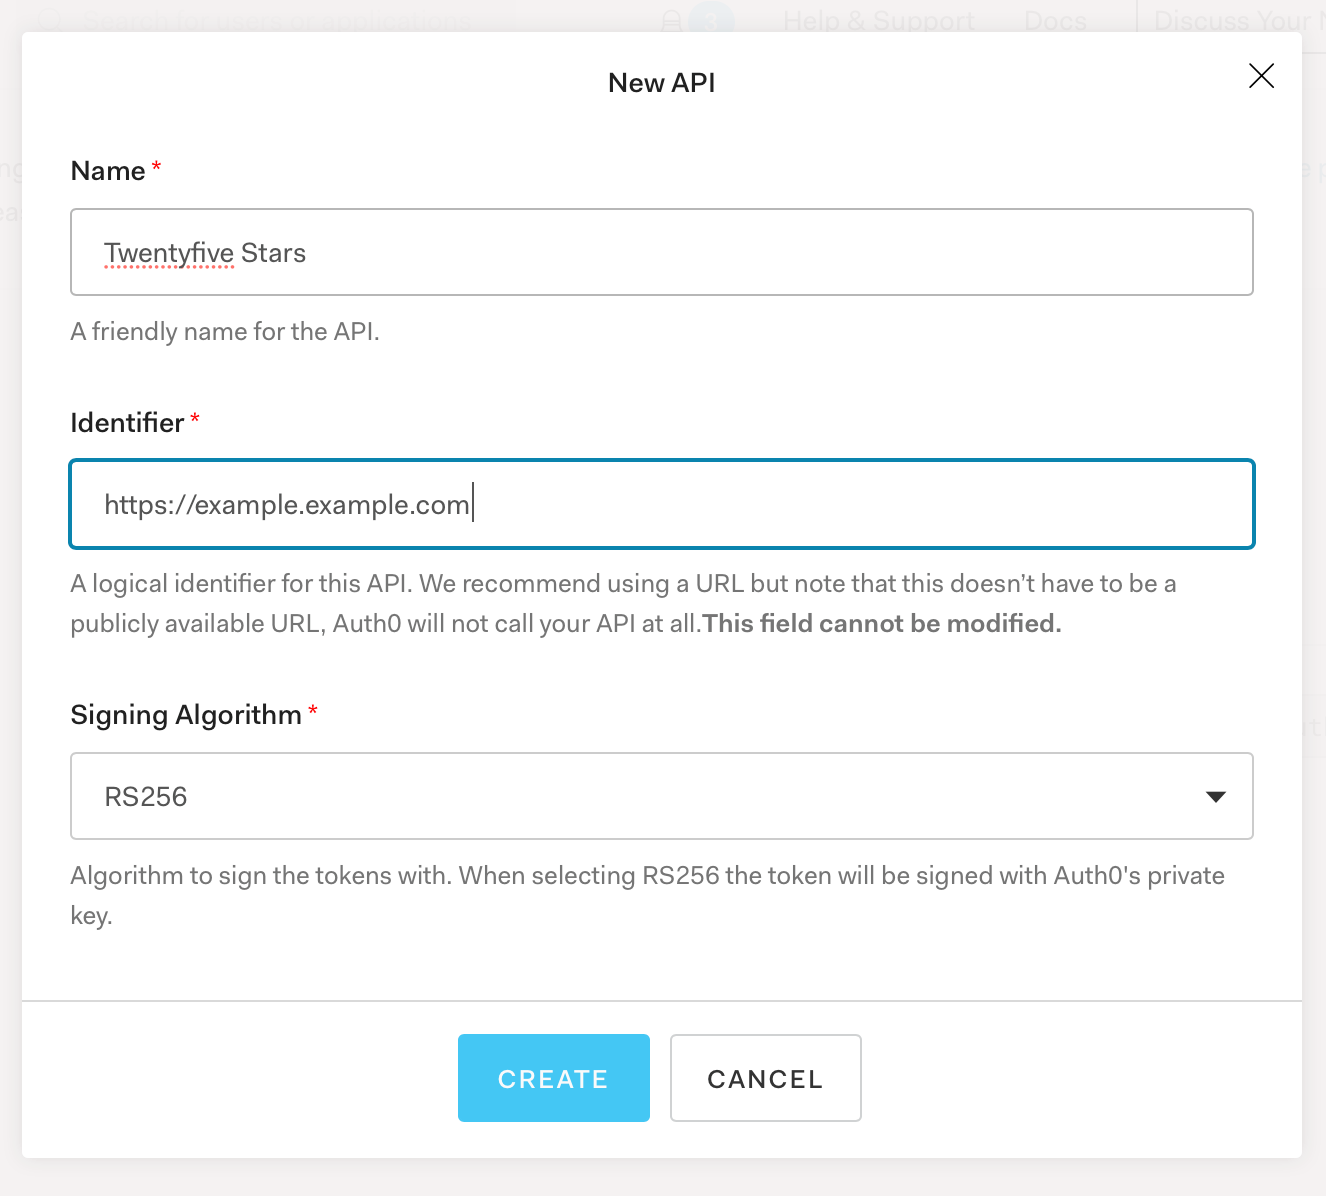 Search for users or applications 3 Help & Support Docs Discuss Your
New API
Name *
Twentyfive Stars
A friendly name for the API.
Identifier *
https://example.example.com
A logical identifier for this API. We recommend using a URL but note that this doesn’t have to be a
publicly available URL, Auth0 will not call your API at all.This field cannot be modified.
Signing Algorithm *
RS256
Algorithm to sign the tokens with. When selecting RS256 the token will be signed with Auth0's private
key.
CREATE CANCEL